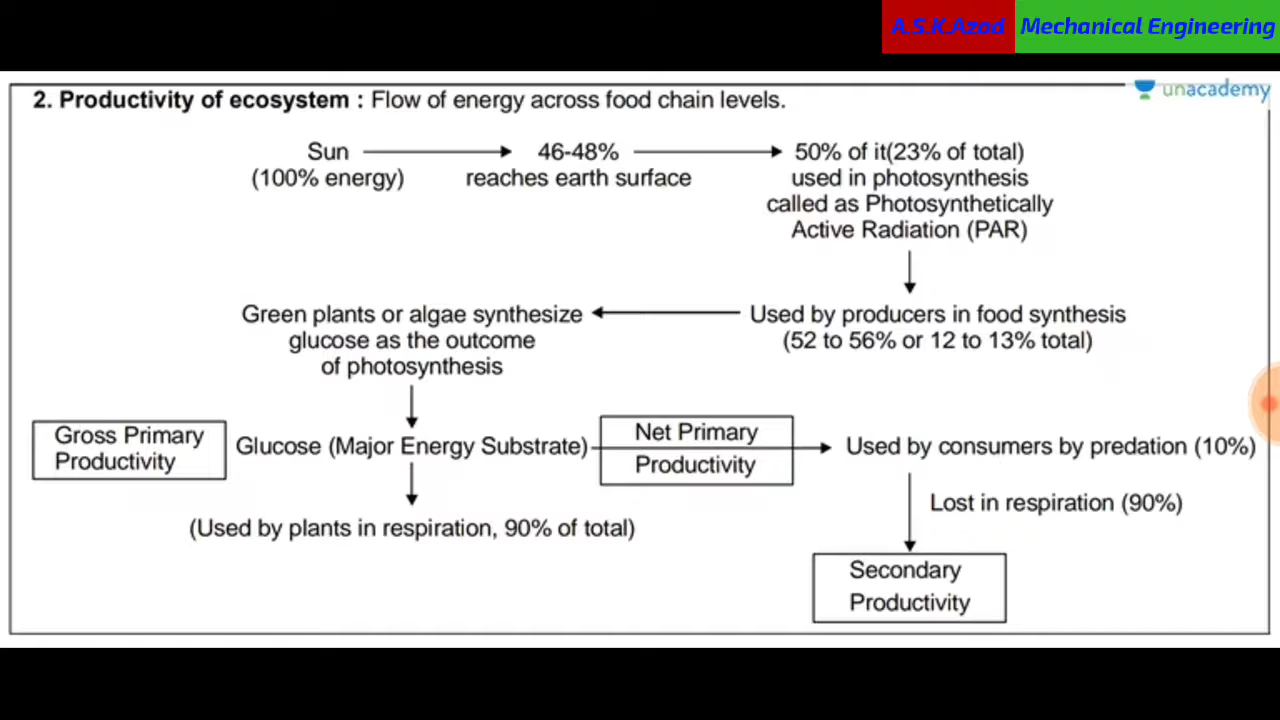 A.S.K.Azad Mechanical Engineering
unacademy
2. Productivity of ecosystem : Flow of energy across food chain levels.
Sun
(100% energy)
46-48%
reaches earth surface
50% of it(23% of total)
used in photosynthesis
called as Photosynthetically
Active Radiation (PAR)
Used by producers in food synthesis
(52 to 56% or 12 to 13% total)
Green plants or algae synthesize
glucose as the outcome
of photosynthesis
Gross Primary
Productivity
Glucose (Major Energy Substrate)
Net Primary
Productivity
Used by consumers by predation (10%)
(Used by plants in respiration, 90% of total)
Lost in respiration (90%)
Secondary
Productivity